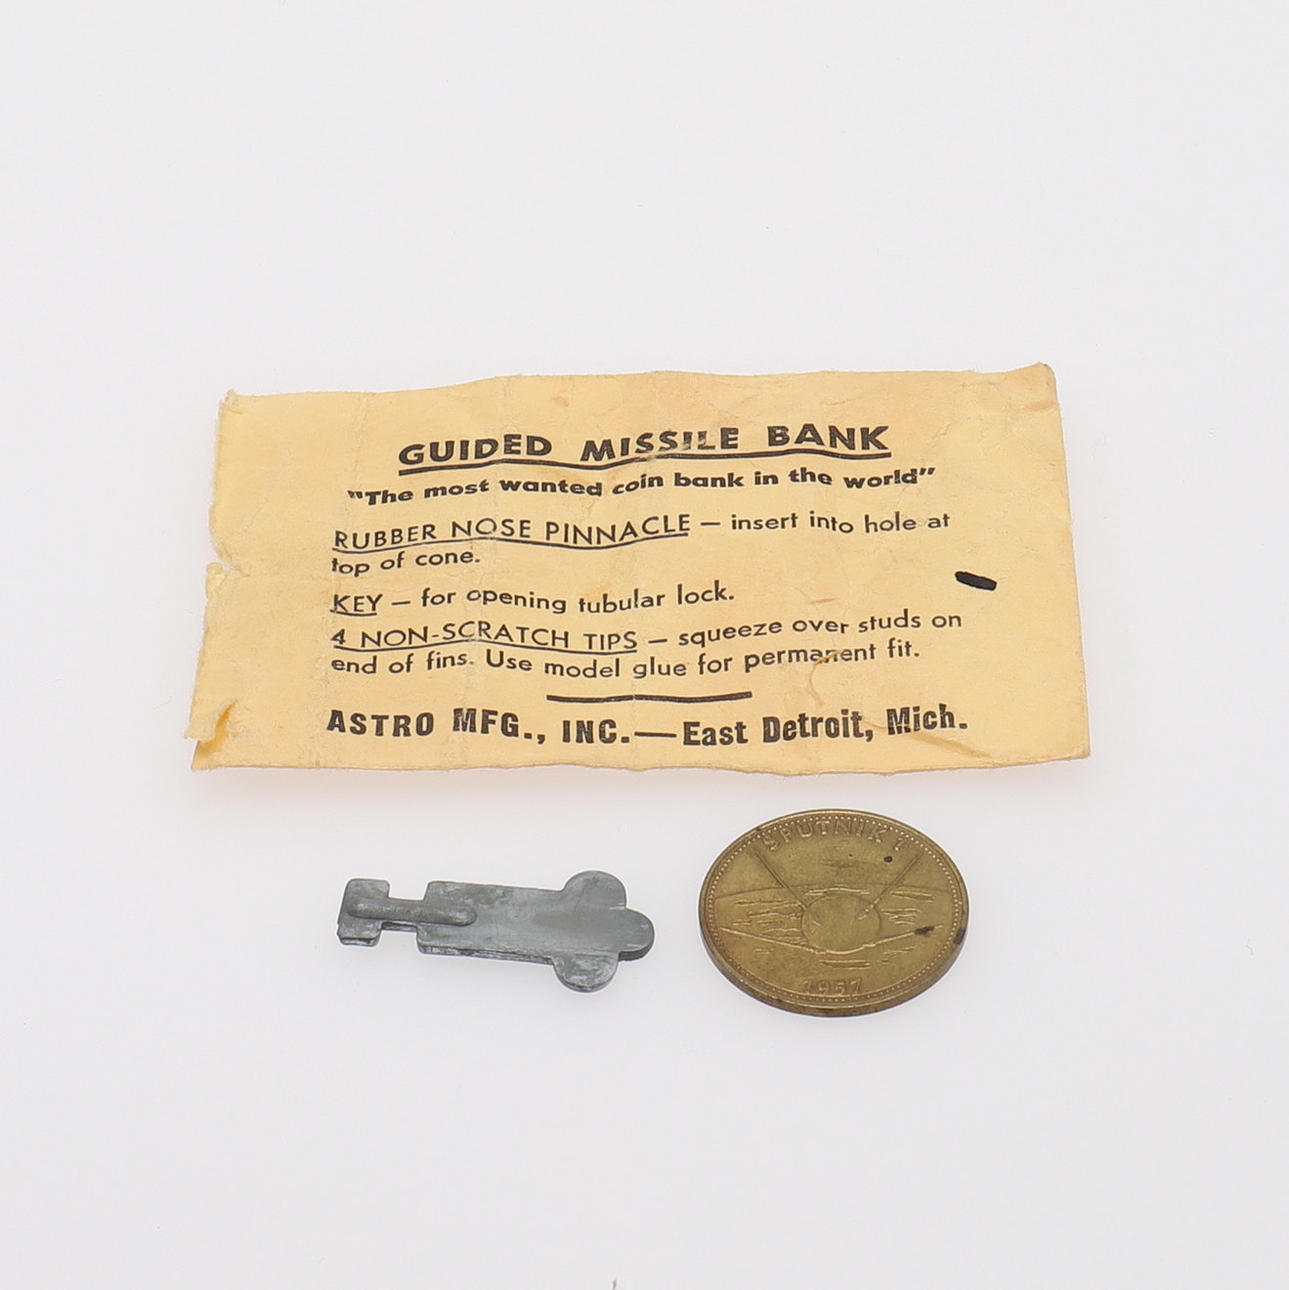 GUIDED MISSILE BANK
"The most wanted coin bank in the world"
RUBBER NOSE PINNACLE — insert into hole at
top of cone.
KEY — for opening tubular lock.
4 NON-SCRATCH TIPS — squeeze over studs on
end of fins. Use model glue for permanent fit.
ASTRO MFG., INC.—East Detroit, Mich.
SPUTNIK I
1957